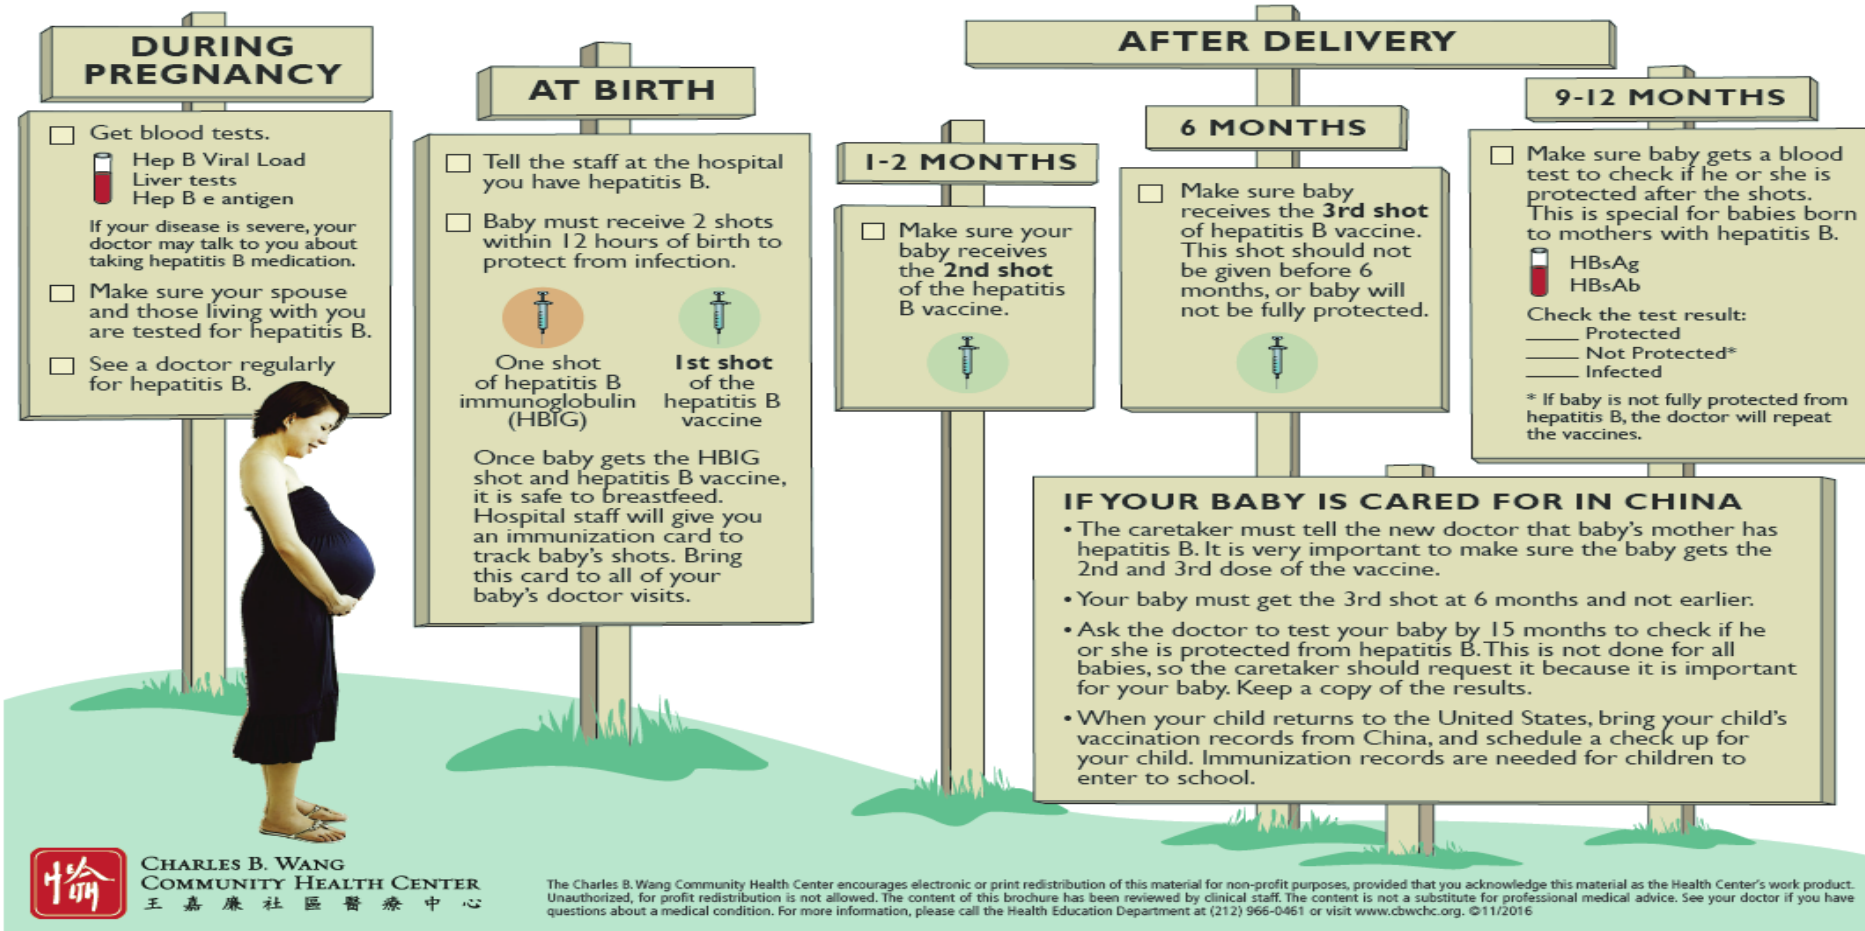 DURING
PREGNANCY
Get blood tests.
Hep B Viral Load
Liver tests
Hep B e antigen
If your disease is severe, your
doctor may talk to you about
taking hepatitis B medication.
Make sure your spouse
and those living with you
are tested for hepatitis B.
See a doctor regularly
for hepatitis B.
AT BIRTH
Tell the staff at the hospital
you have hepatitis B.
Baby must receive 2 shots
within 12 hours of birth to
protect from infection.
One shot
of hepatitis B
immunoglobulin
(HBIG)
1st shot
of the
hepatitis B
vaccine
Once baby gets the HBIG
shot and hepatitis B vaccine,
it is safe to breastfeed.
Hospital staff will give you
an immunization card to
track baby's shots. Bring
this card to all of your
baby's doctor visits.
AFTER DELIVERY
1-2 MONTHS
Make sure your
baby receives
the 2nd shot
of the hepatitis
B vaccine.
6 MONTHS
Make sure baby
receives the 3rd shot
of hepatitis B vaccine.
This shot should not
be given before 6
months, or baby will
not be fully protected.
9-12 MONTHS
Make sure baby gets a blood
test to check if he or she is
protected after the shots.
This is special for babies born
to mothers with hepatitis B.
HBsAg
HBsAb
Check the test result:
____ Protected
____ Not Protected*
____ Infected
* If baby is not fully protected from
hepatitis B, the doctor will repeat
the vaccines.
IF YOUR BABY IS CARED FOR IN CHINA
• The caretaker must tell the new doctor that baby's mother has
hepatitis B. It is very important to make sure the baby gets the
2nd and 3rd dose of the vaccine.
• Your baby must get the 3rd shot at 6 months and not earlier.
• Ask the doctor to test your baby by 15 months to check if he
or she is protected from hepatitis B. This is not done for all
babies, so the caretaker should request it because it is important
for your baby. Keep a copy of the results.
• When your child returns to the United States, bring your child's
vaccination records from China, and schedule a check up for
your child. Immunization records are needed for children to
enter to school.
CHARLES B. WANG
COMMUNITY HEALTH CENTER
王嘉廉社區醫療中心
The Charles B. Wang Community Health Center encourages electronic or print redistribution of this material for non-profit purposes, provided that you acknowledge this material as the Health Center's work product.
Unauthorized, for profit redistribution is not allowed. The content of this brochure has been reviewed by clinical staff. The content is not a substitute for professional medical advice. See your doctor if you have
questions about a medical condition. For more information, please call the Health Education Department at (212) 966-0461 or visit www.cbwchc.org. ©11/2016